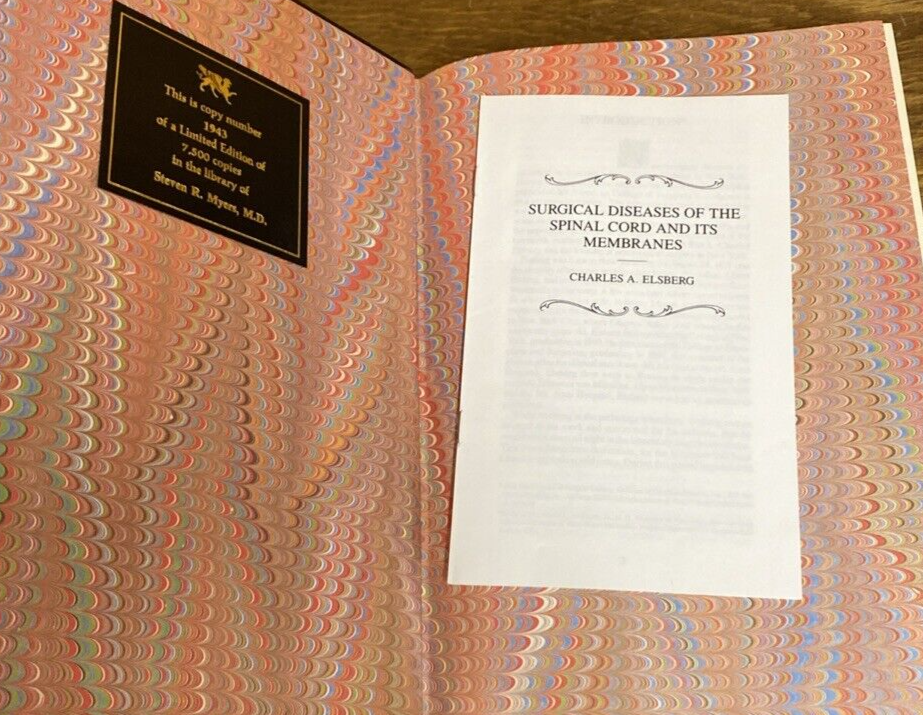 This is copy number
1943
of a Limited Edition of
7,500 copies
in the library of
Steven R. Myers, M.D.
SURGICAL DISEASES OF THE
SPINAL CORD AND ITS
MEMBRANES
CHARLES A. ELSBERG